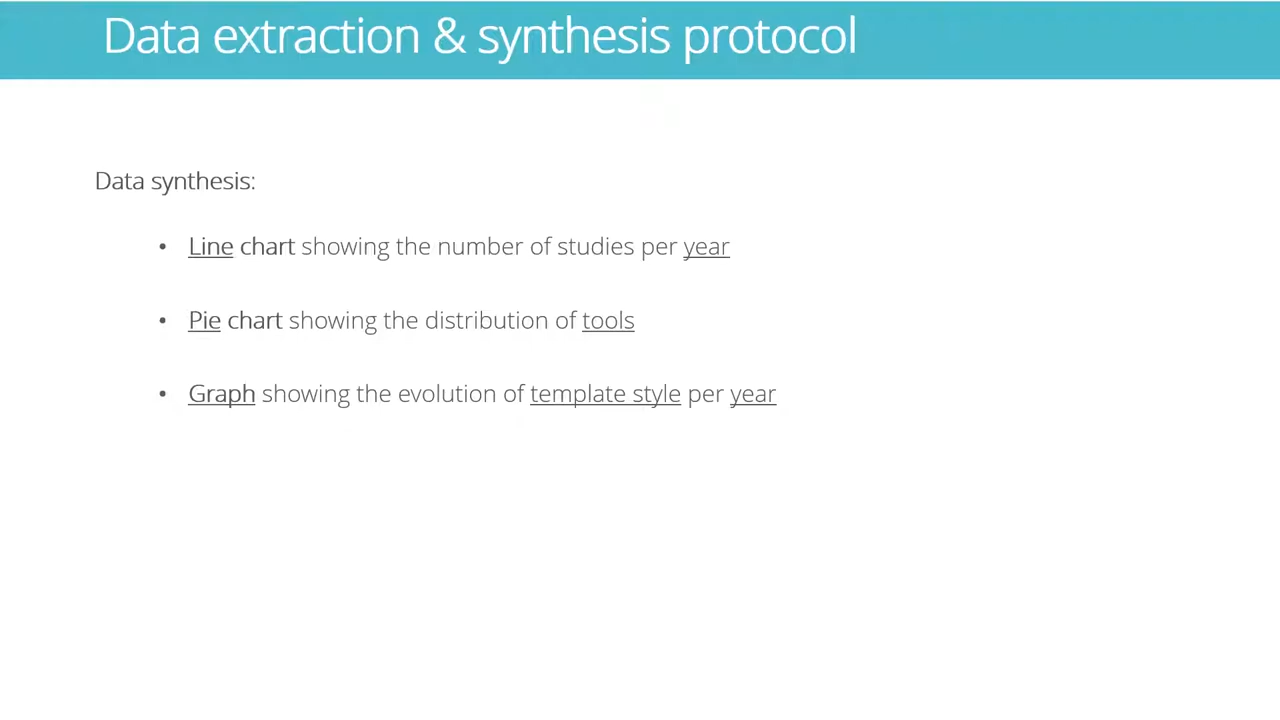 Data extraction & synthesis protocol
Data synthesis:
• Line chart showing the number of studies per year
• Pie chart showing the distribution of tools
• Graph showing the evolution of template style per year